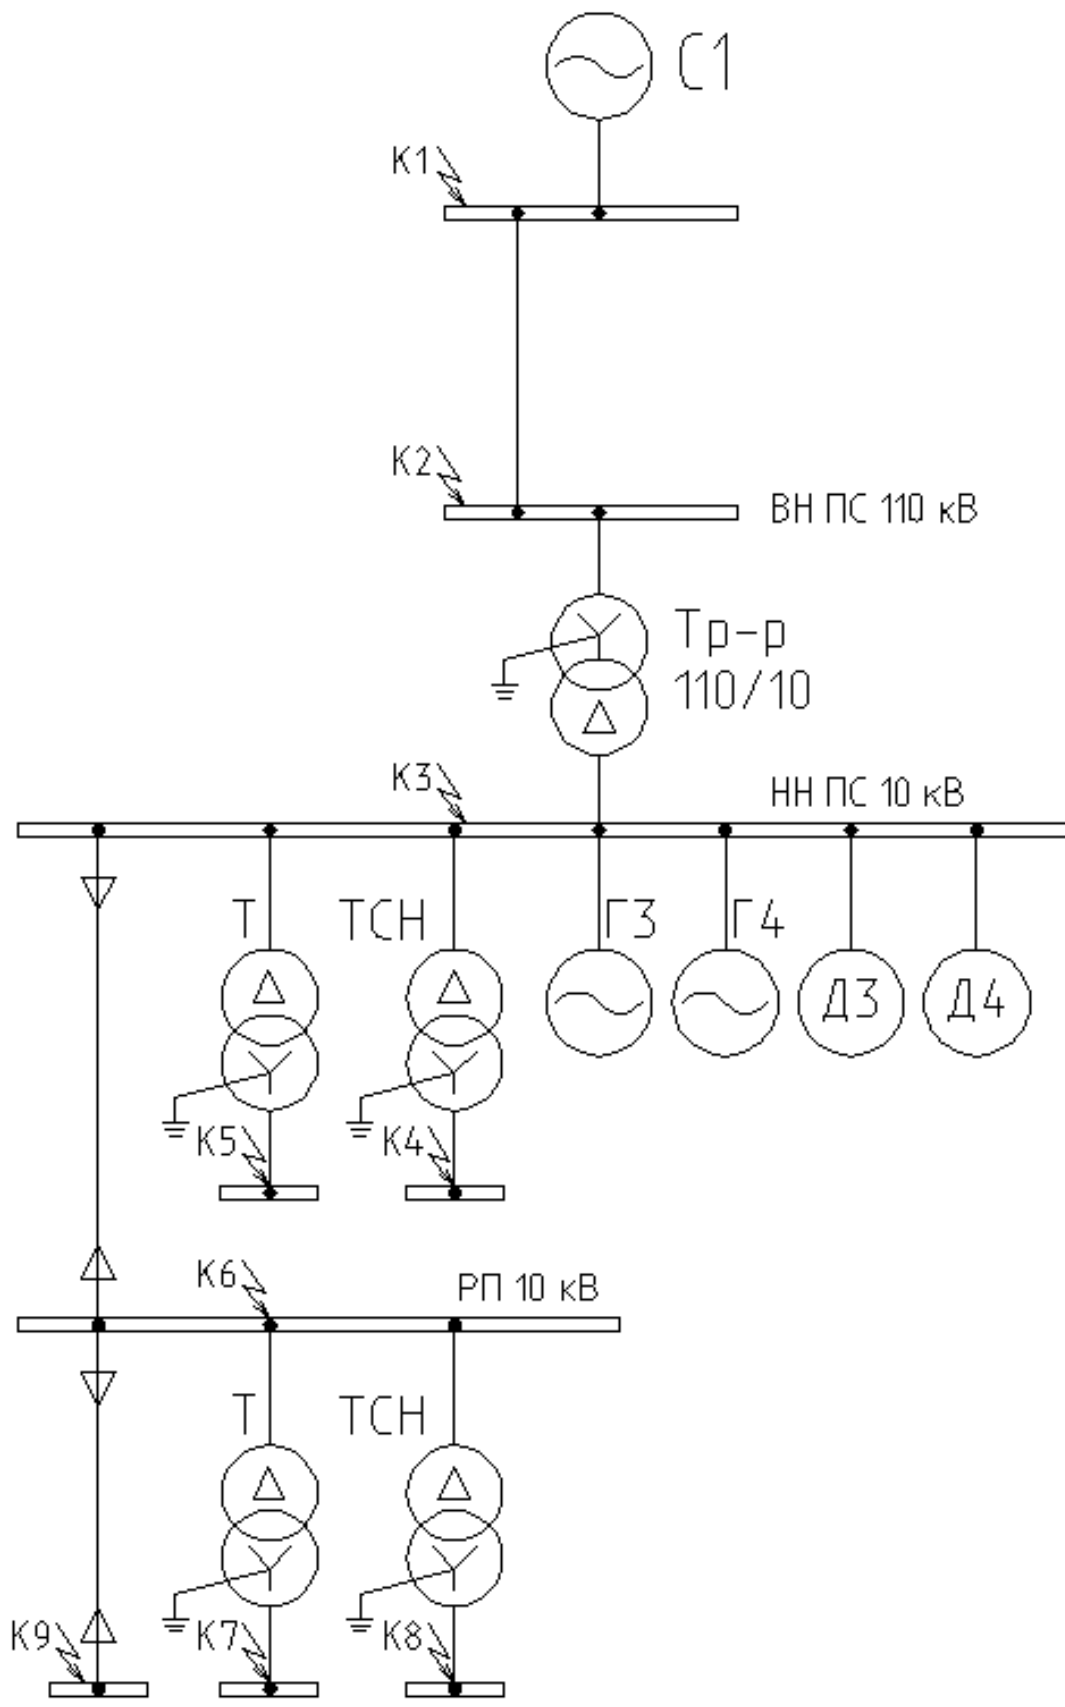 С1
К1
К2
ВН ПС 110 кВ
Тр-р
110/10
К3
НН ПС 10 кВ
Т
ТСН
Г3
Г4
Д3
Д4
К5
К4
К6
РП 10 кВ
Т
ТСН
К9
К7
К8